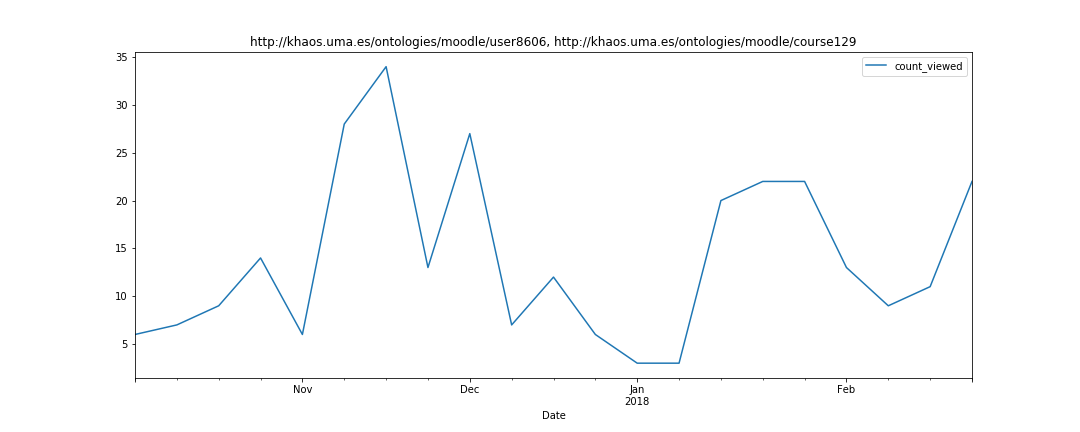 http://khaos.uma.es/ontologies/moodle/user8606, http://khaos.uma.es/ontologies/moodle/course129
count_viewed
35
30
25
20
15
10
5
Nov
Dec
Jan
2018
Feb
Date